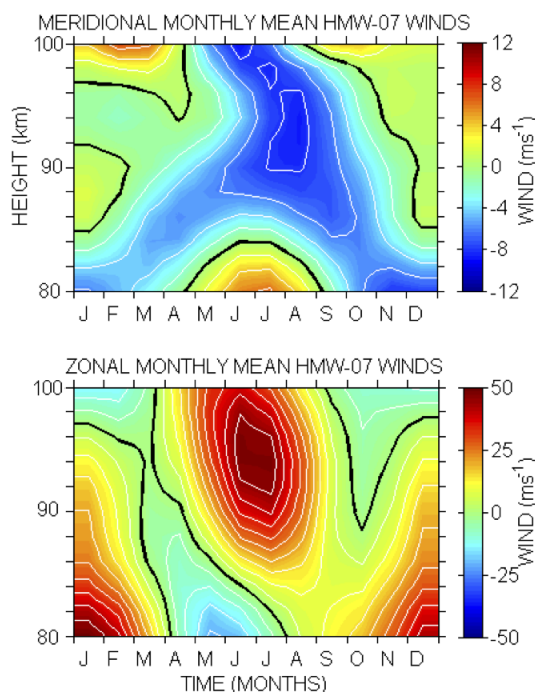 MERIDIONAL MONTHLY MEAN HMW-07 WINDS
100
90
80
HEIGHT (km)
J F M A M J J A S O N D
12
8
4
0
-4
-8
-12
WIND (ms-1)
ZONAL MONTHLY MEAN HMW-07 WINDS
100
90
80
J F M A M J J A S O N D
TIME (MONTHS)
50
25
0
-25
-50
WIND (ms-1)